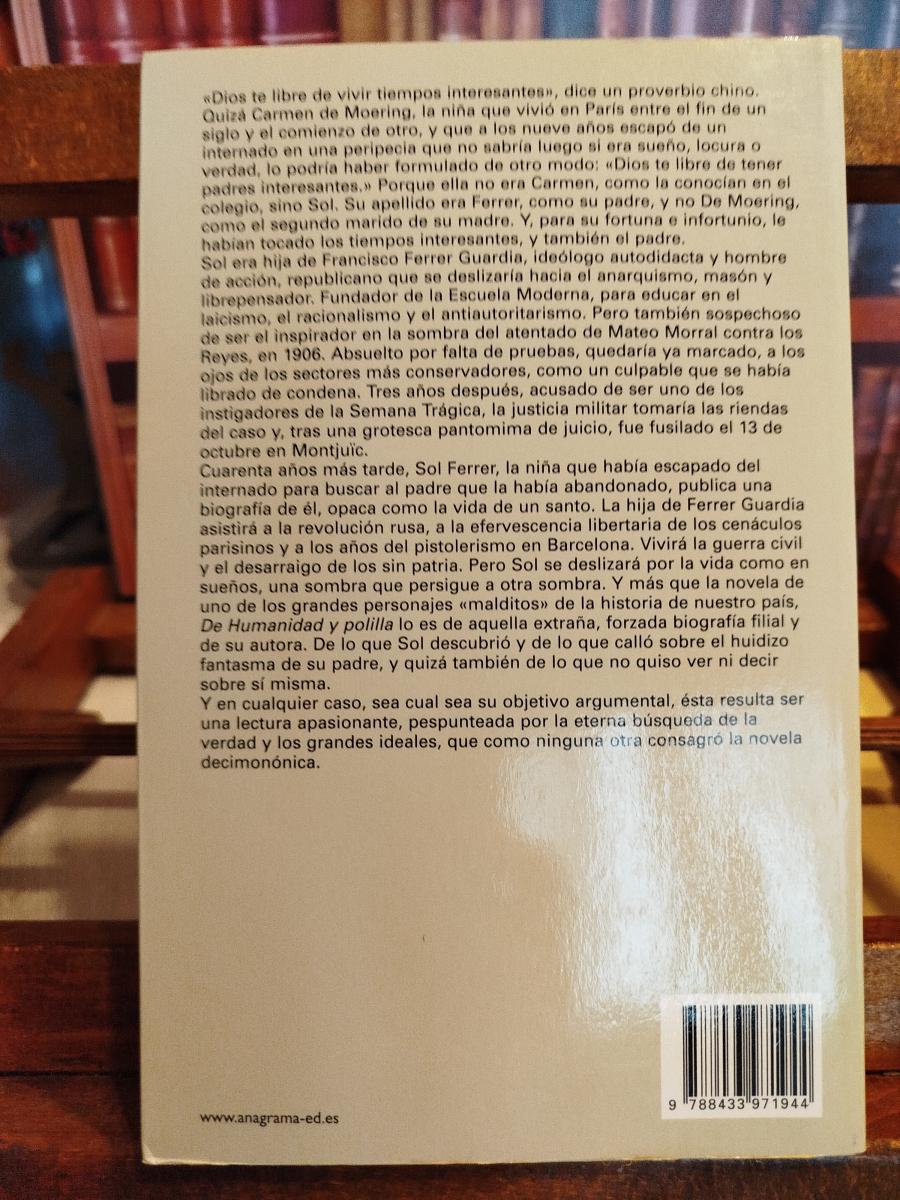 «Dios te libre de vivir tiempos interesantes», dice un proverbio chino.
Quizá Carmen de Moering, la niña que vivió en París entre el fin de un
siglo y el comienzo de otro, y que a los nueve años escapó de un
internado en una peripecia que no sabría luego si era sueño, locura o
verdad, lo podría haber formulado de otro modo: «Dios te libre de tener
padres interesantes.» Porque ella no era Carmen, como la conocían en el
colegio, sino Sol. Su apellido era Ferrer, como su padre, y no De Moering,
como el segundo marido de su madre. Y, para su fortuna e infortunio, le
habían tocado los tiempos interesantes, y también el padre.
Sol era hija de Francisco Ferrer Guardia, ideólogo autodidacta y hombre
de acción, republicano que se deslizaría hacia el anarquismo, masón y
librepensador. Fundador de la Escuela Moderna, para educar en el
laicismo, el racionalismo y el antiautoritarismo. Pero también sospechoso
de ser el inspirador en la sombra del atentado de Mateo Morral contra los
Reyes, en 1906. Absuelto por falta de pruebas, quedaría ya marcado, a los
ojos de los sectores más conservadores, como un culpable que se había
librado de condena. Tres años después, acusado de ser uno de los
instigadores de la Semana Trágica, la justicia militar tomaría las riendas
del caso y, tras una grotesca pantomima de juicio, fue fusilado el 13 de
octubre en Montjuïc.
Cuarenta años más tarde, Sol Ferrer, la niña que había escapado del
internado para buscar al padre que la había abandonado, publica una
biografía de él, opaca como la vida de un santo. La hija de Ferrer Guardia
asistirá a la revolución rusa, a la efervescencia libertaria de los cenáculos
parisinos y a los años del pistolerismo en Barcelona. Vivirá la guerra civil
y el desarraigo de los sin patria. Pero Sol se deslizará por la vida como en
sueños, una sombra que persigue a otra sombra. Y más que la novela de
uno de los grandes personajes «malditos» de la historia de nuestro país,
De Humanidad y polilla lo es de aquella extraña, forzada biografía filial y
de su autora. De lo que Sol descubrió y de lo que calló sobre el huidizo
fantasma de su padre, y quizá también de lo que no quiso ver ni decir
sobre sí misma.
Y en cualquier caso, sea cual sea su objetivo argumental, ésta resulta ser
una lectura apasionante, pespunteada por la eterna búsqueda de la
verdad y los grandes ideales, que como ninguna otra consagró la novela
decimonónica.
www.anagrama-ed.es
9 788433 971944